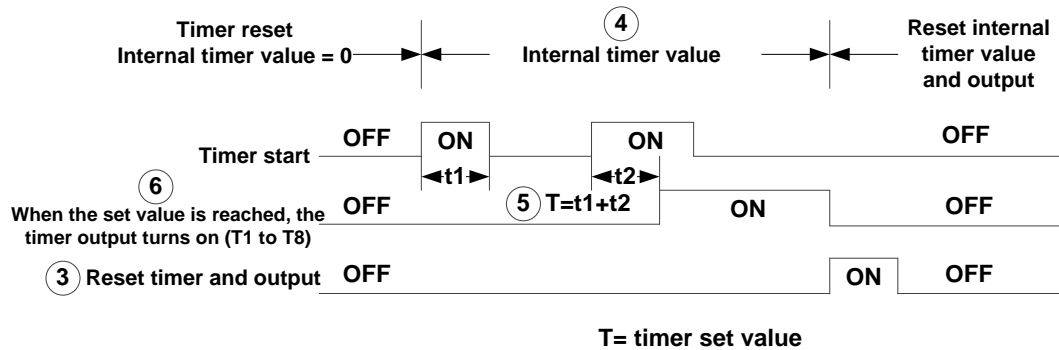 Timer reset
Internal timer value = 0
4
Internal timer value
Reset internal
timer value
and output
Timer start
OFF
ON
ON
OFF
t1
t2
6
When the set value is reached, the
timer output turns on (T1 to T8)
OFF
5 T=t1+t2
ON
OFF
3 Reset timer and output
OFF
ON
OFF
T= timer set value